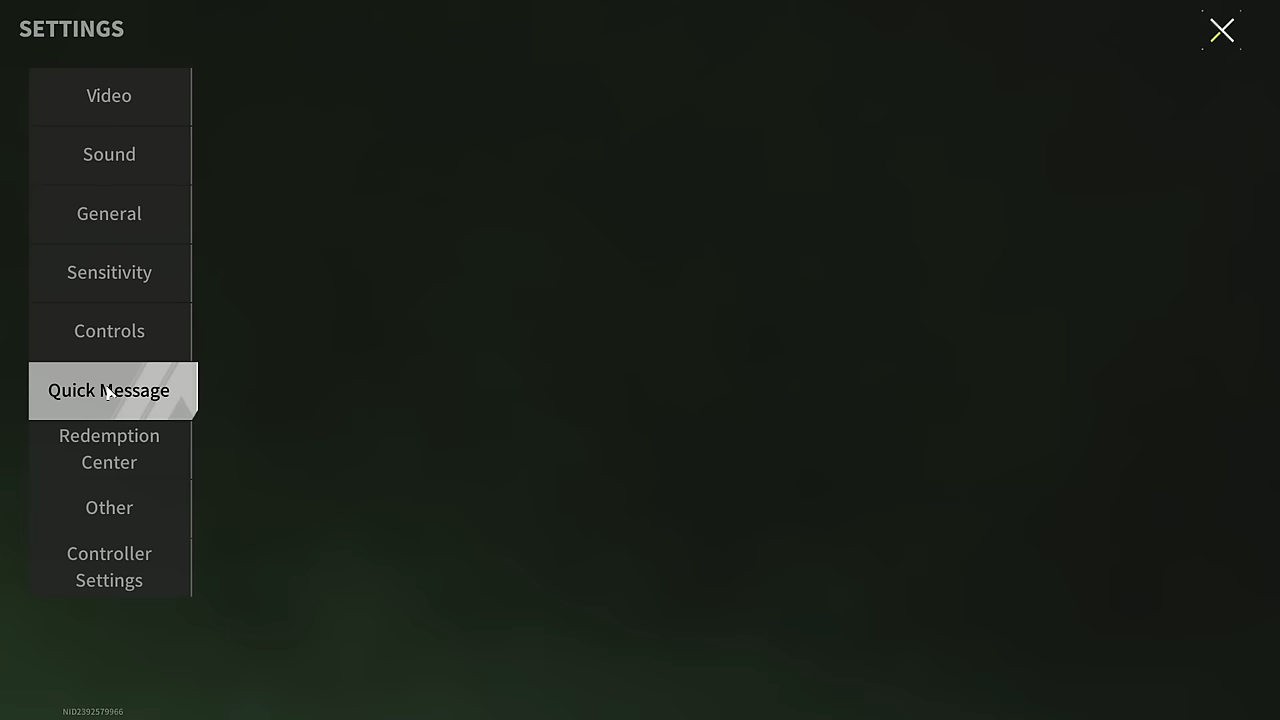 SETTINGS
Video
Sound
General
Sensitivity
Controls
Quick Message
Redemption
Center
Other
Controller
Settings
NID2392579966